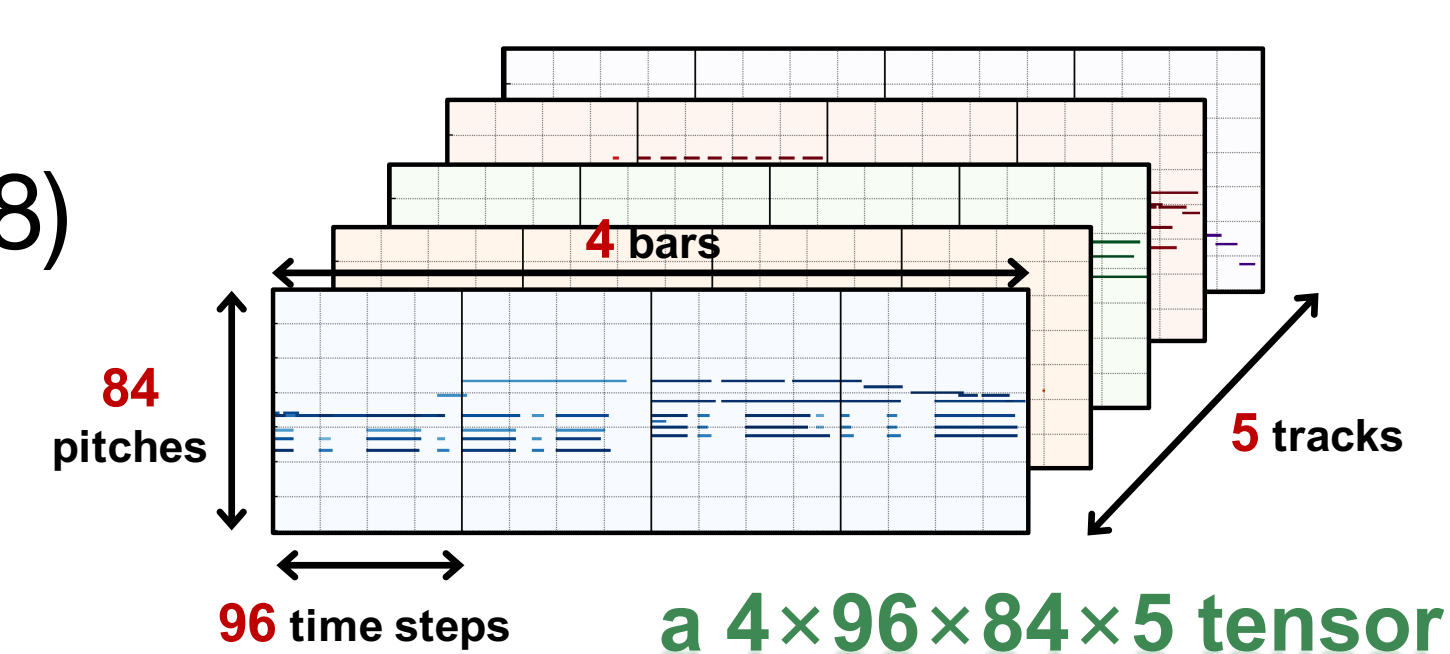 8)
4 bars
84
pitches
5 tracks
96 time steps
a 4×96×84×5 tensor